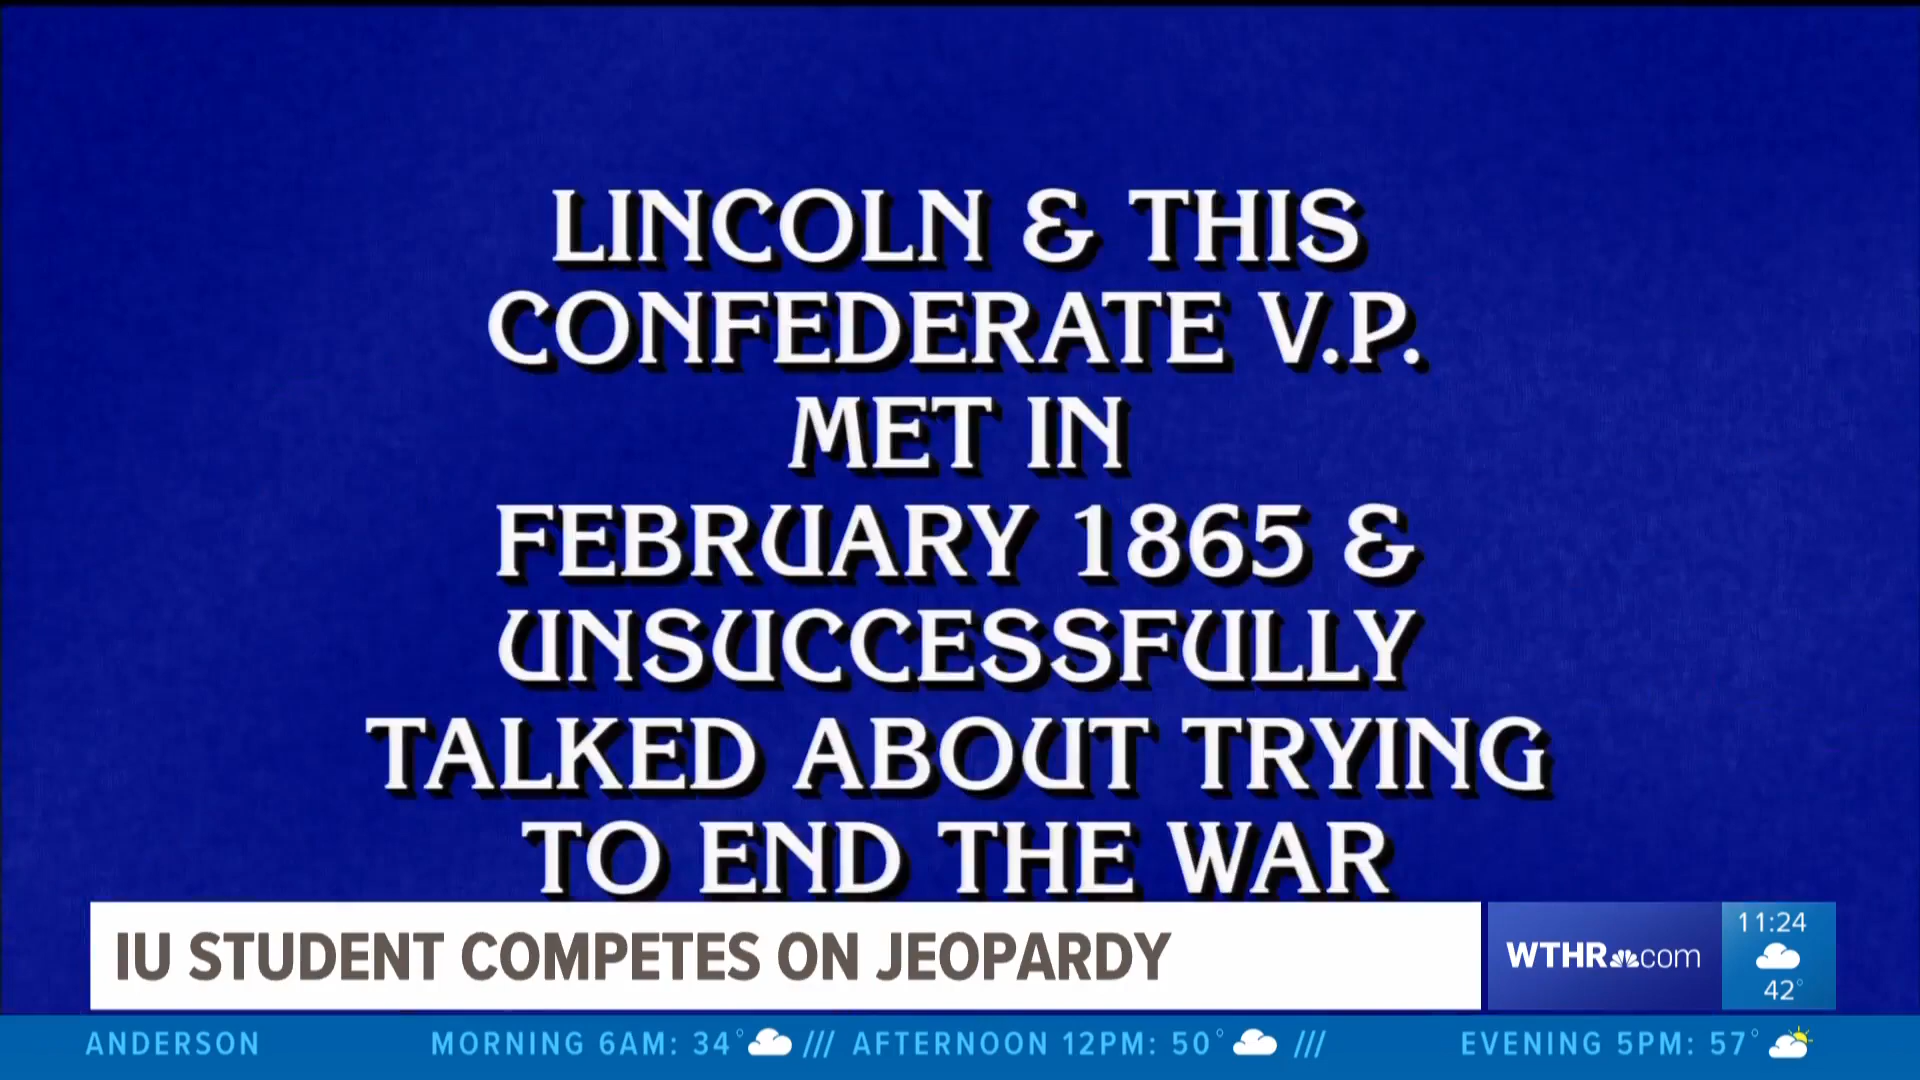 LINCOLN & THIS
CONFEDERATE V.P.
MET IN
FEBRUARY 1865 &
UNSUCCESSFULLY
TALKED ABOUT TRYING
TO END THE WAR
IU STUDENT COMPETES ON JEOPARDY
WTHR.com
11:24
42°
ANDERSON MORNING 6AM: 34° /// AFTERNOON 12PM: 50° /// EVENING 5PM: 57°